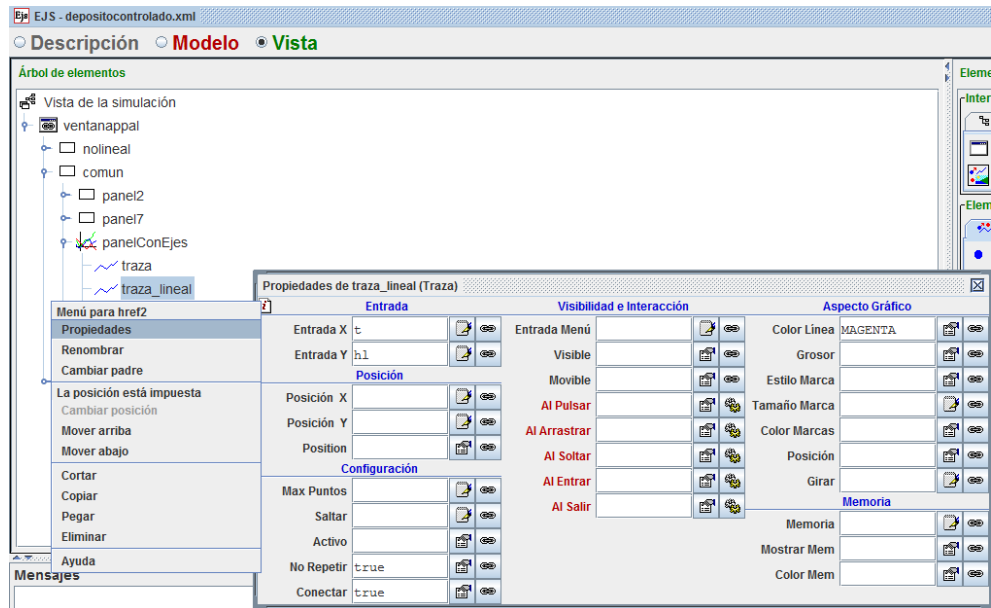 EJS - depositocontrolado.xml
Descripción Modelo Vista
Árbol de elementos
Vista de la simulación
ventanappal
nolineal
comun
panel2
panel7
panelConEjes
traza
traza_lineal
Menú para href2
Propiedades
Renombrar
Cambiar padre
La posición está impuesta
Cambiar posición
Mover arriba
Mover abajo
Cortar
Copiar
Pegar
Eliminar
Ayuda
Mensajes
Propiedades de traza_lineal (Traza)
Entrada
Entrada X t
Entrada Y hl
Posición
Posición X
Posición Y
Position
Configuración
Max Puntos
Saltar
Activo
No Repetir true
Conectar true
Visibilidad e Interacción
Entrada Menú
Visible
Movible
Al Pulsar
Al Arrastrar
Al Soltar
Al Entrar
Al Salir
Aspecto Gráfico
Color Línea MAGENTA
Grosor
Estilo Marca
Tamaño Marca
Color Marcas
Posición
Girar
Memoria
Memoria
Mostrar Mem
Color Mem
Eleme
Inter
Elem